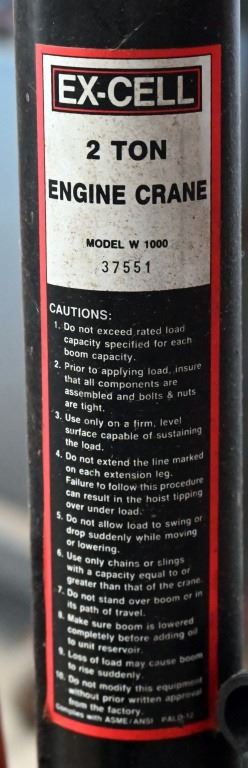 EX-CELL
2 TON
ENGINE CRANE
MODEL W 1000
37551
CAUTIONS:
1. Do not exceed rated load
capacity specified for each
boom capacity.
2. Prior to applying load, insure
that all components are
assembled and bolts & nuts
are tight.
3. Use only on a firm, level
surface capable of sustaining
the load.
4. Do not extend the line marked
on each extension leg.
Failure to follow this procedure
can result in the hoist tipping
over under load.
5. Do not allow load to swing or
drop suddenly while moving
or lowering.
6. Use only chains or slings
with a capacity equal to or
greater than that of the crane.
7. Do not stand over boom or in
its path of travel.
8. Make sure boom is lowered
completely before adding oil
to unit reservoir.
9. Loss of load may cause boom
to rise suddenly.
10. Do not modify this equipment
without prior written approval
from the factory.
Complies with ASME/ANSI PALD-12